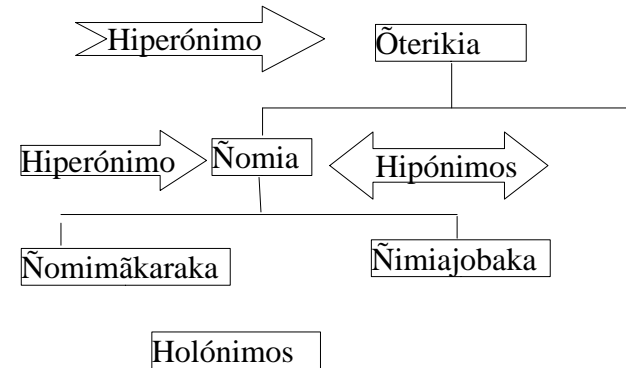 Hiperónimo
Õterikia
Hiperónimo
Ñomia
Hipónimos
Ñomimãkaraka
Ñimiajobaka
Holónimos